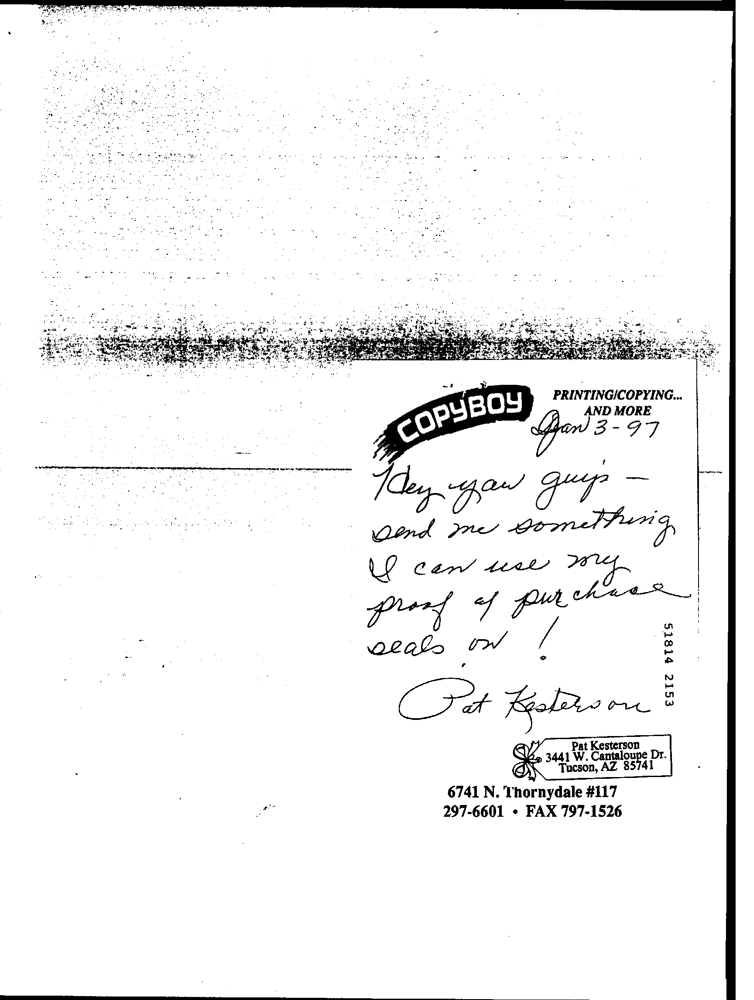 COPYBOY
PRINTING/COPYING...
AND MORE
Jan 3-97
Hey yaw guys -
send me something
I can use my
proof of purchase
seals on !
Pat Kesterson
51814 2153
Pat Kesterson
3441 W. Cantaloupe Dr.
Tucson, AZ 85741
6741 N. Thornydale #117
297-6601 • FAX 797-1526